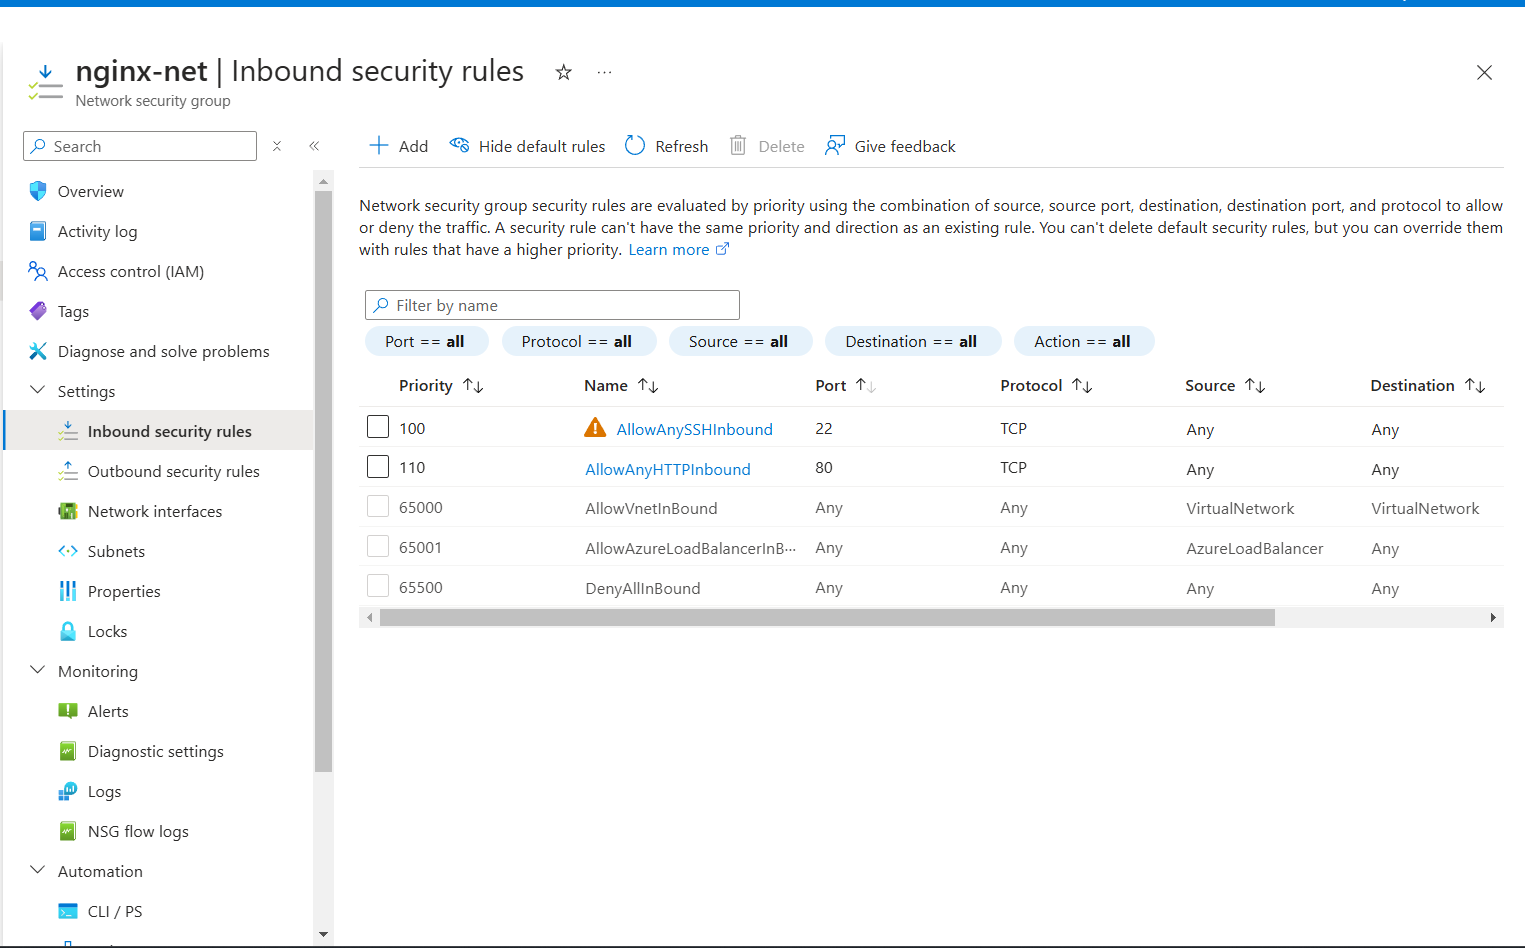 nginx-net | Inbound security rules
Network security group
Search
Add
Hide default rules
Refresh
Delete
Give feedback
Overview
Activity log
Access control (IAM)
Tags
Diagnose and solve problems
Settings
Inbound security rules
Outbound security rules
Network interfaces
Subnets
Properties
Locks
Monitoring
Alerts
Diagnostic settings
Logs
NSG flow logs
Automation
CLI / PS
Network security group security rules are evaluated by priority using the combination of source, source port, destination, destination port, and protocol to allow
or deny the traffic. A security rule can't have the same priority and direction as an existing rule. You can't delete default security rules, but you can override them
with rules that have a higher priority. Learn more
Filter by name
Port == all Protocol == all Source == all Destination == all Action == all
Priority Name Port Protocol Source Destination
100 AllowAnySSHInbound 22 TCP Any Any
110 AllowAnyHTTPInbound 80 TCP Any Any
65000 AllowVnetInBound Any Any VirtualNetwork VirtualNetwork
65001 AllowAzureLoadBalancerInB... Any Any AzureLoadBalancer Any
65500 DenyAllInBound Any Any Any Any